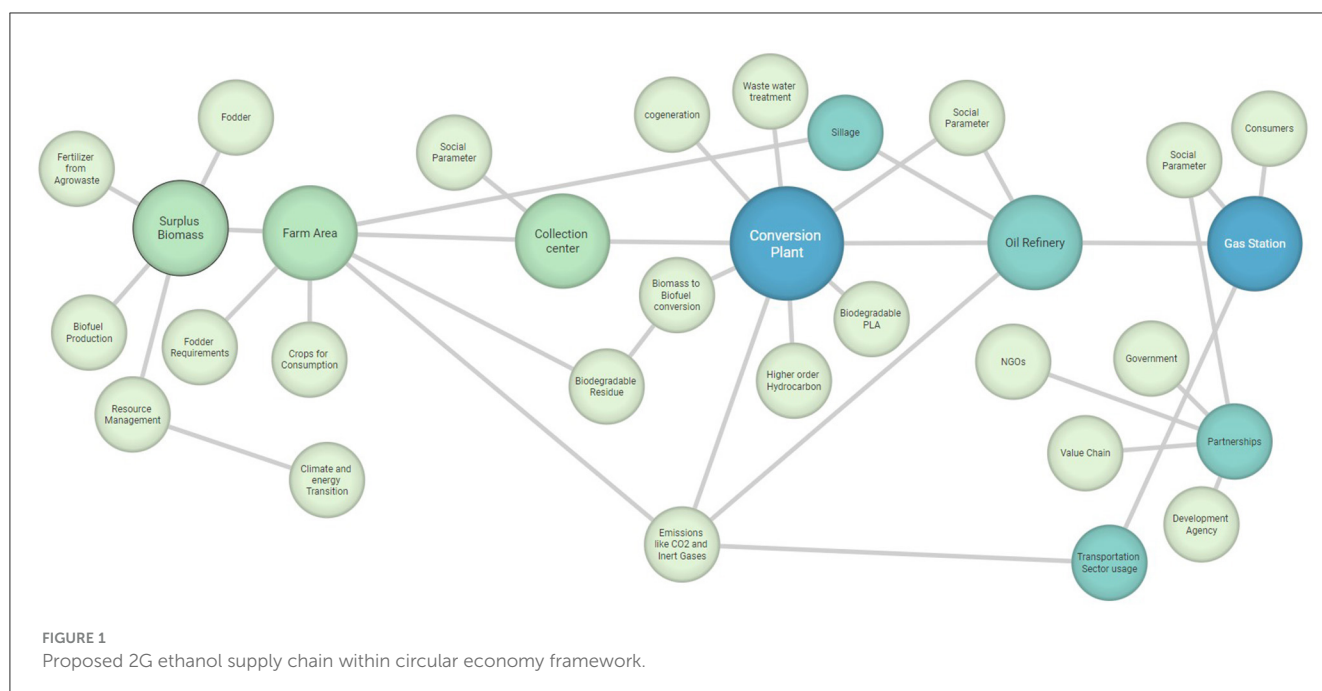 Fodder
Fertilizer
from
Agrowaste
Surplus
Biomass
Farm Area
Biofuel
Production
Fodder
Requirements
Crops for
Consumption
Resource
Management
Climate and
energy
Transition
Social
Parameter
Collection
center
cogeneration
Waste water
treatment
Sillage
Conversion
Plant
Biomass to
Biofuel
conversion
Biodegradable
PLA
Biodegradable
Residue
Higher order
Hydrocarbon
Emissions
like CO2 and
Inert Gases
Social
Parameter
Oil Refinery
Consumers
Social
Parameter
Gas Station
NGOs
Government
Value Chain
Partnerships
Development
Agency
Transportation
Sector usage
FIGURE 1
Proposed 2G ethanol supply chain within circular economy framework.